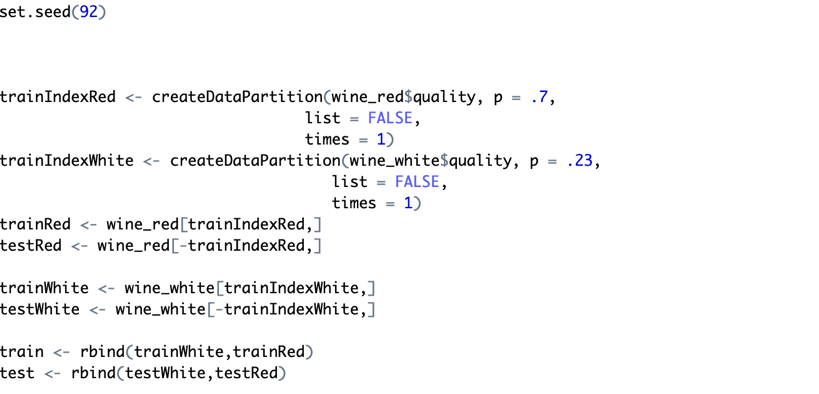 set.seed(92)
trainIndexRed <- createDataPartition(wine_red$quality, p = .7,
list = FALSE,
times = 1)
trainIndexWhite <- createDataPartition(wine_white$quality, p = .23,
list = FALSE,
times = 1)
trainRed <- wine_red[trainIndexRed,]
testRed <- wine_red[-trainIndexRed,]
trainWhite <- wine_white[trainIndexWhite,]
testWhite <- wine_white[-trainIndexWhite,]
train <- rbind(trainWhite,trainRed)
test <- rbind(testWhite,testRed)